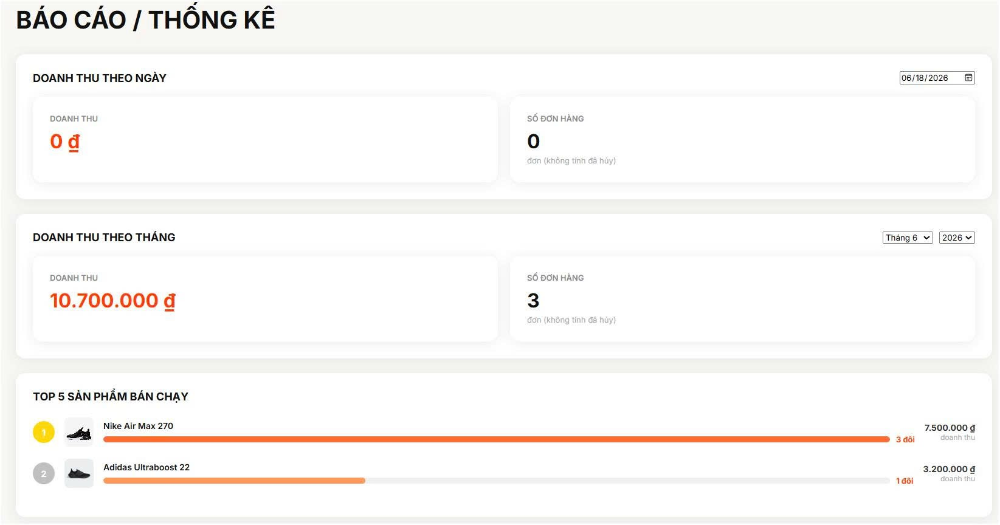 BÁO CÁO / THỐNG KÊ
DOANH THU THEO NGÀY
06/18/2026
DOANH THU
0 ₫
SỐ ĐƠN HÀNG
0
đơn (không tính đã hủy)
DOANH THU THEO THÁNG
Tháng 6 2026
DOANH THU
10.700.000 ₫
SỐ ĐƠN HÀNG
3
đơn (không tính đã hủy)
TOP 5 SẢN PHẨM BÁN CHẠY
1
Nike Air Max 270
3 đôi
7.500.000 ₫
doanh thu
2
Adidas Ultraboost 22
1 đôi
3.200.000 ₫
doanh thu